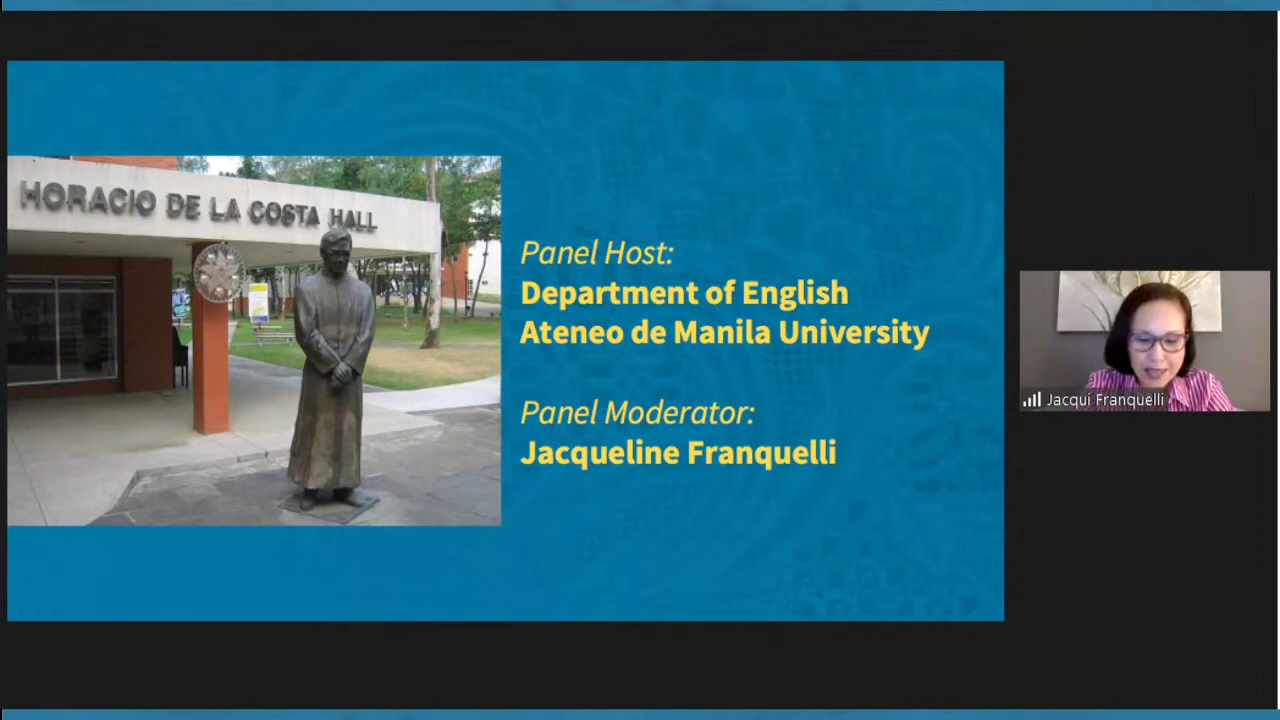 HORACIO DE LA COSTA HALL
Panel Host:
Department of English
Ateneo de Manila University
Panel Moderator:
Jacqueline Franquelli
Jacqui Franquelli